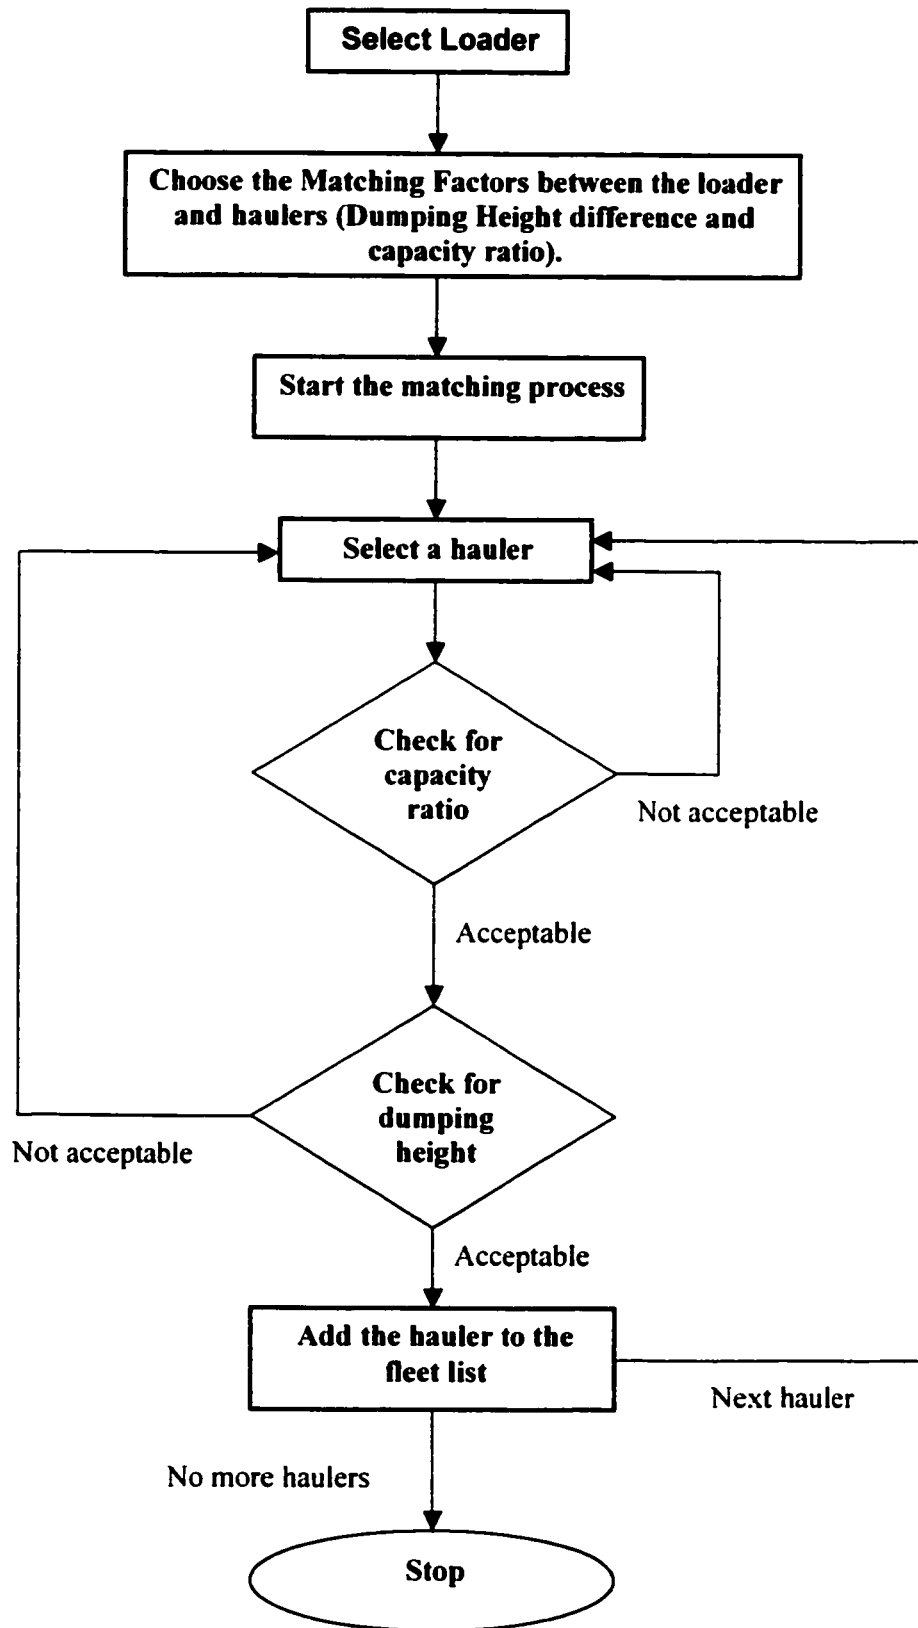 Select Loader
Choose the Matching Factors between the loader
and haulers (Dumping Height difference and
capacity ratio).
Start the matching process
Select a hauler
Check for
capacity
ratio
Not acceptable
Acceptable
Check for
dumping
height
Not acceptable
Acceptable
Add the hauler to the
fleet list
Next hauler
No more haulers
Stop